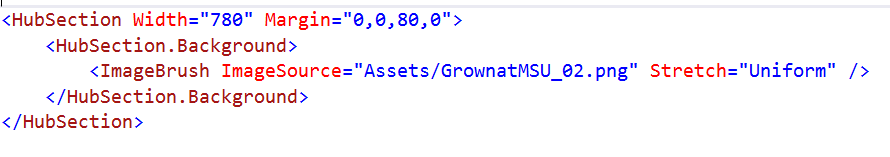 <HubSection Width="780" Margin="0,0,80,0">
    <HubSection.Background>
        <ImageBrush ImageSource="Assets/GrownatMSU_02.png" Stretch="Uniform" />
    </HubSection.Background>
</HubSection>